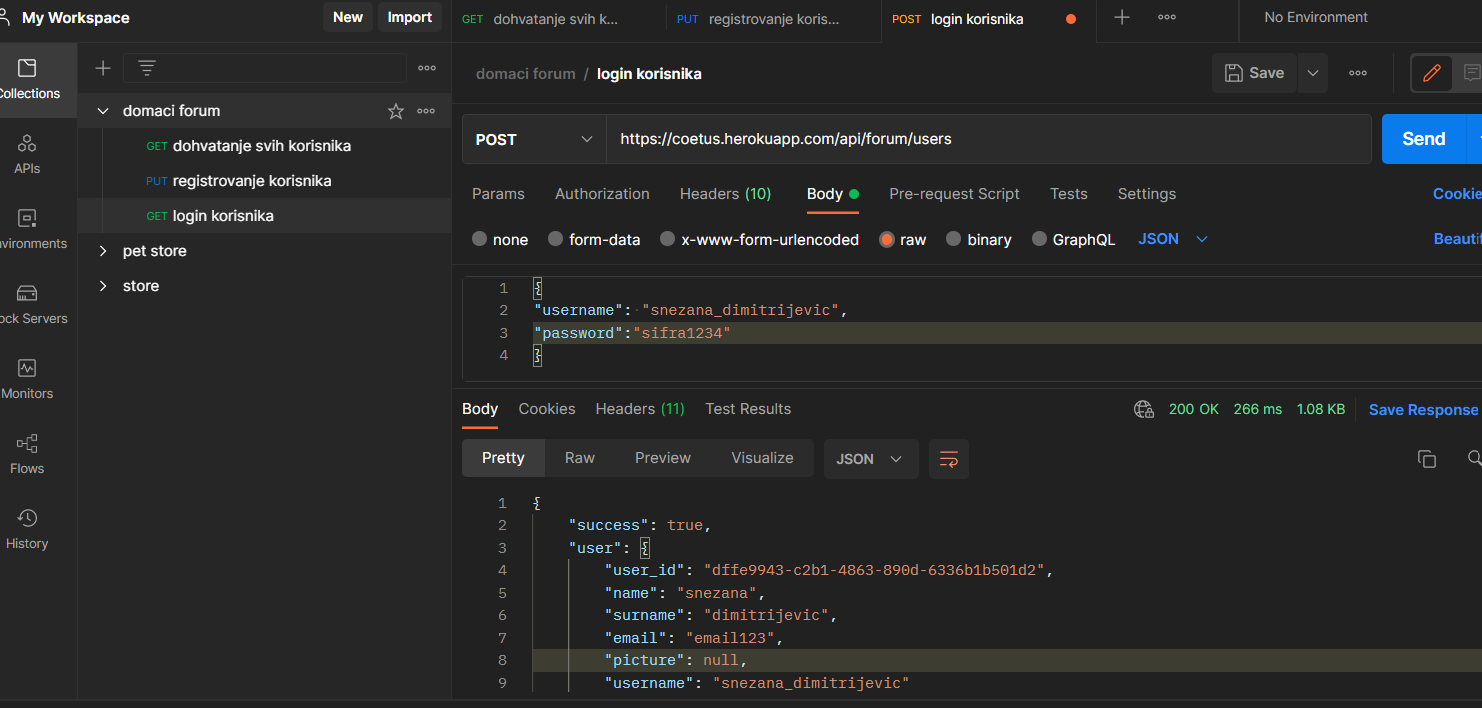 My Workspace New Import GET dohvatanje svih k... PUT registrovanje koris... POST login korisnika No Environment
domaci forum / login korisnika Save
Collections
domaci forum
POST https://coetus.herokuapp.com/api/forum/users Send
GET dohvatanje svih korisnika
APIs
PUT registrovanje korisnika
Params Authorization Headers (10) Body Pre-request Script Tests Settings Cookie
GET login korisnika
nvironments
none form-data x-www-form-urlencoded raw binary GraphQL JSON Beautif
pet store
store
1 {
2 "username": "snezana_dimitrijevic",
3 "password":"sifra1234"
4 }
ock Servers
Monitors
Body Cookies Headers (11) Test Results 200 OK 266 ms 1.08 KB Save Response
Flows
Pretty Raw Preview Visualize JSON
History
1 {
2 "success": true,
3 "user": {
4 "user_id": "dffe9943-c2b1-4863-890d-6336b1b501d2",
5 "name": "snezana",
6 "surname": "dimitrijevic",
7 "email": "email123",
8 "picture": null,
9 "username": "snezana_dimitrijevic"